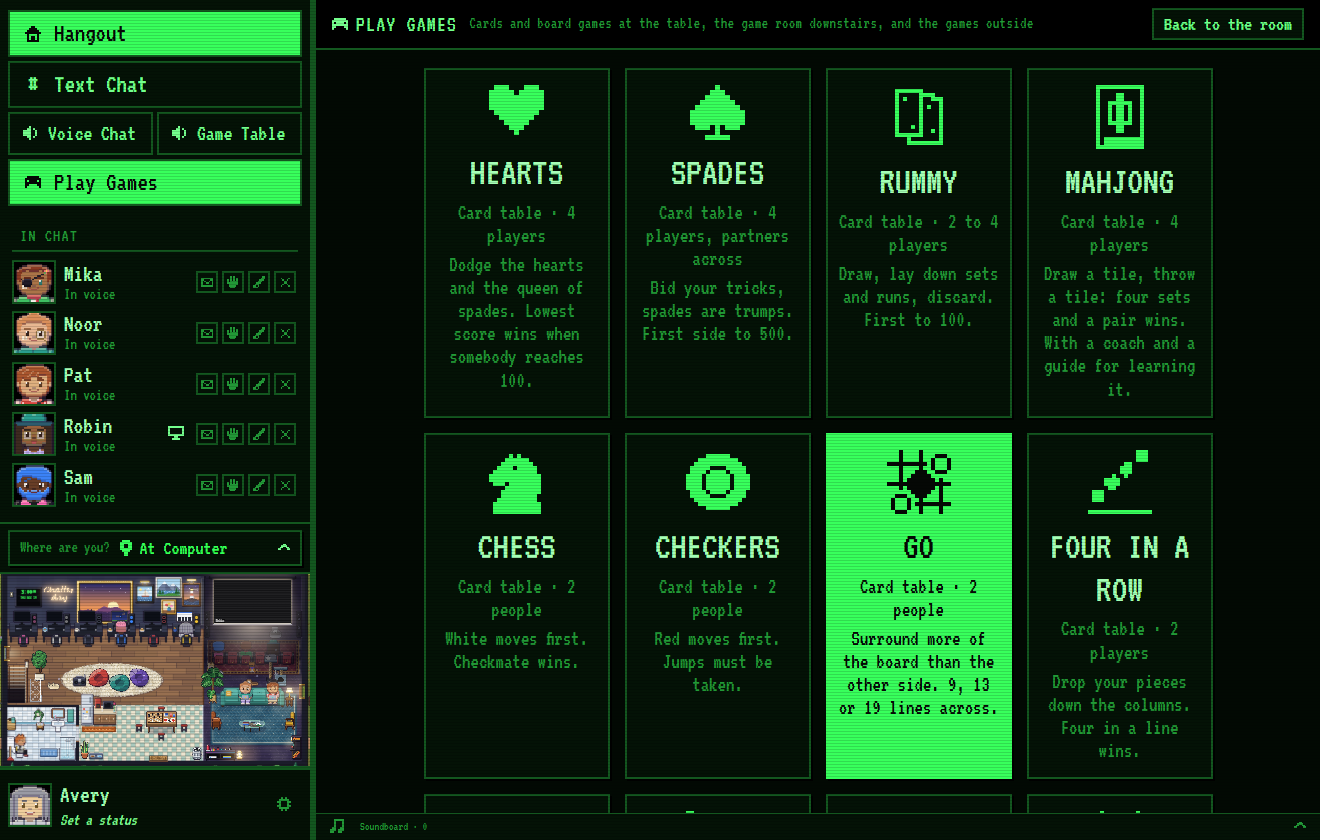 Hangout
# Text Chat
Voice Chat
Game Table
Play Games
IN CHAT
Mika
In voice
Noor
In voice
Pat
In voice
Robin
In voice
Sam
In voice
Where are you? At Computer
Avery
Set a status
PLAY GAMES Cards and board games at the table, the game room downstairs, and the games outside
Back to the room
HEARTS
Card table · 4
players
Dodge the hearts
and the queen of
spades. Lowest
score wins when
somebody reaches
100.
SPADES
Card table · 4
players, partners
across
Bid your tricks,
spades are trumps.
First side to 500.
RUMMY
Card table · 2 to 4
players
Draw, lay down sets
and runs, discard.
First to 100.
MAHJONG
Card table · 4
players
Draw a tile, throw
a tile: four sets
and a pair wins.
With a coach and a
guide for learning
it.
CHESS
Card table · 2
people
White moves first.
Checkmate wins.
CHECKERS
Card table · 2
people
Red moves first.
Jumps must be
taken.
GO
Card table · 2
people
Surround more of
the board than the
other side. 9, 13
or 19 lines across.
FOUR IN A
ROW
Card table · 2
players
Drop your pieces
down the columns.
Four in a line
wins.
Soundboard · 0